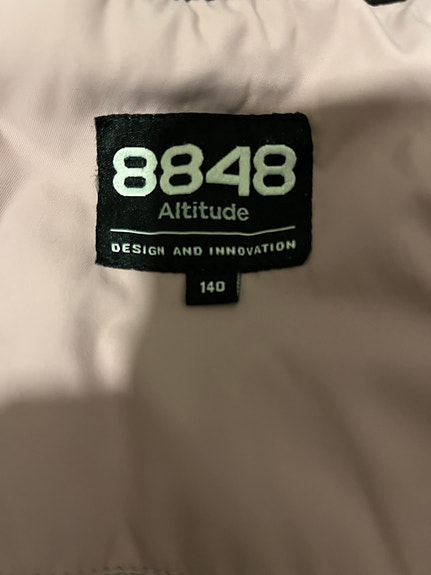 8848
Altitude
DESIGN AND INNOVATION
140